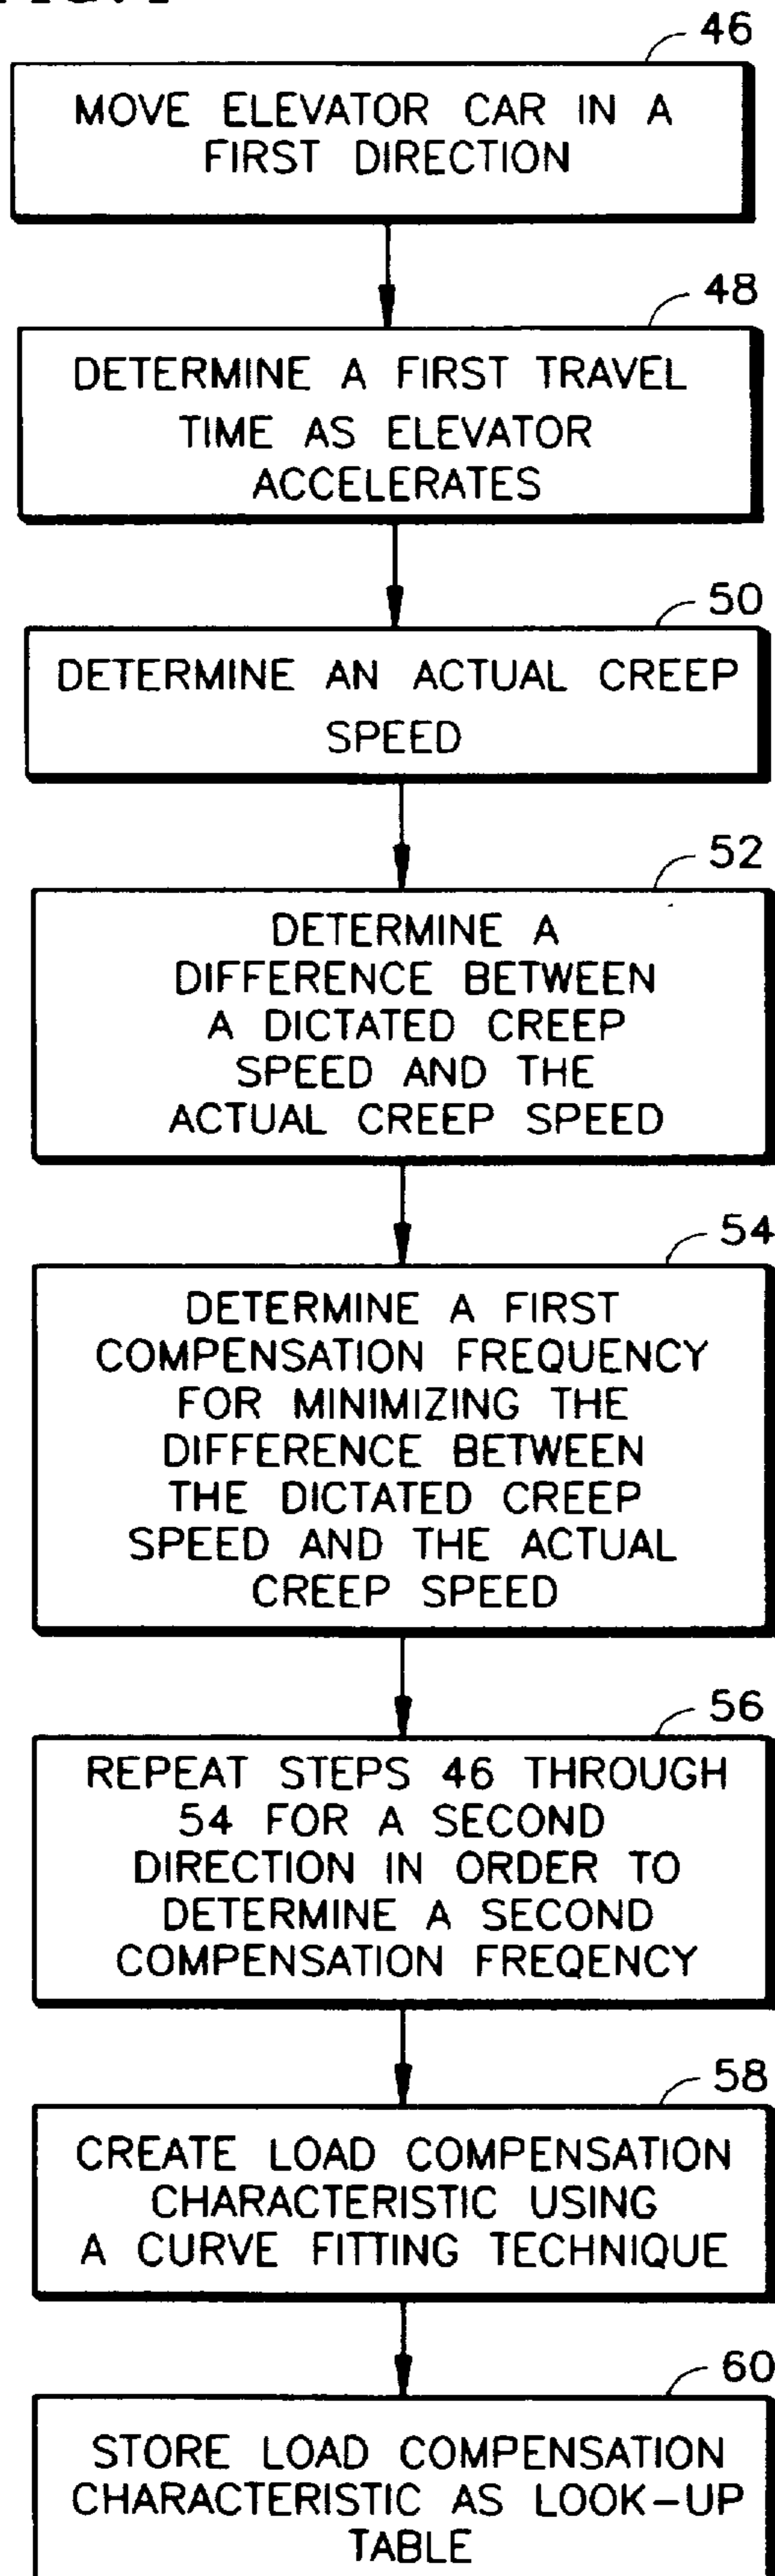 46
MOVE ELEVATOR CAR IN A
FIRST DIRECTION
48
DETERMINE A FIRST TRAVEL
TIME AS ELEVATOR
ACCELERATES
50
DETERMINE AN ACTUAL CREEP
SPEED
52
DETERMINE A
DIFFERENCE BETWEEN
A DICTATED CREEP
SPEED AND THE
ACTUAL CREEP SPEED
54
DETERMINE A FIRST
COMPENSATION FREQUENCY
FOR MINIMIZING THE
DIFFERENCE BETWEEN
THE DICTATED CREEP
SPEED AND THE ACTUAL
CREEP SPEED
56
REPEAT STEPS 46 THROUGH
54 FOR A SECOND
DIRECTION IN ORDER TO
DETERMINE A SECOND
COMPENSATION FREQENCY
58
CREATE LOAD COMPENSATION
CHARACTERISTIC USING
A CURVE FITTING TECHNIQUE
60
STORE LOAD COMPENSATION
CHARACTERISTIC AS LOOK-UP
TABLE